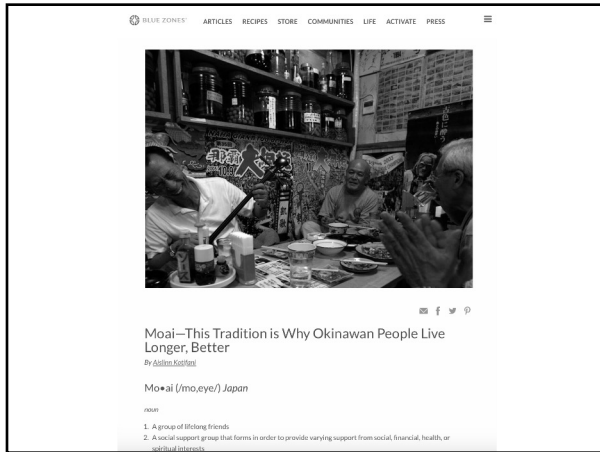 BLUE ZONES
ARTICLES RECIPES STORE COMMUNITIES LIFE ACTIVATE PRESS
Moai—This Tradition is Why Okinawan People Live
Longer, Better
By Aislinn Kotifani
Mo•ai (/mo,eye/) Japan
noun
1. A group of lifelong friends
2. A social support group that forms in order to provide varying support from social, financial, health, or
spiritual interests